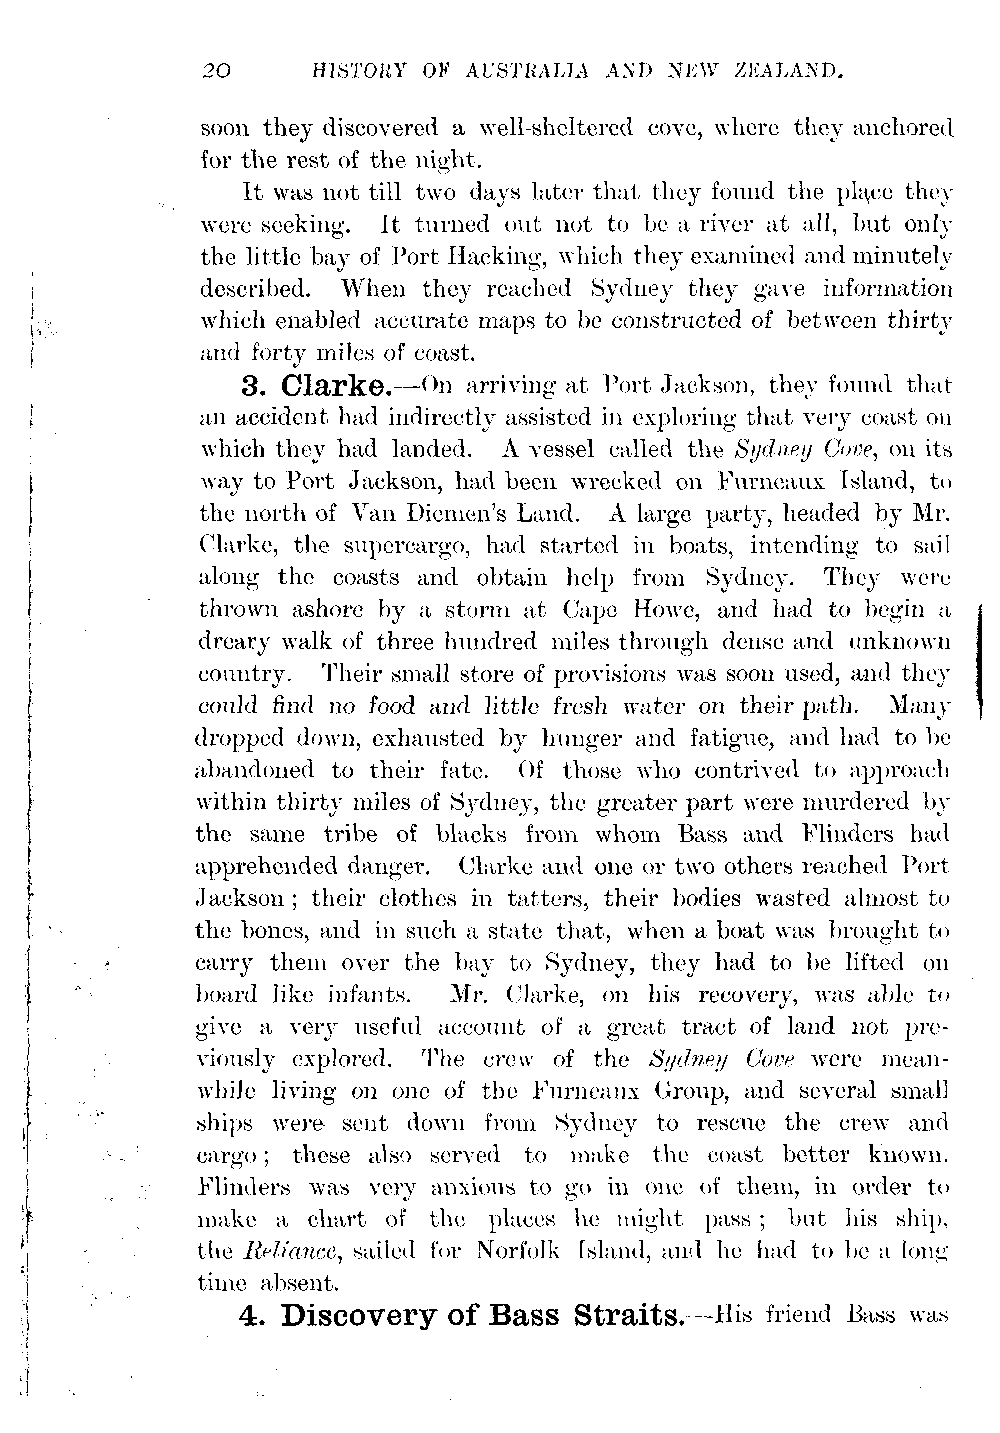 20 HISTORY OF AUSTRALIA AND NEW ZEALAND.
soon they discovered a well-sheltered cove, where they anchored
for the rest of the night.
It was not till two days later that they found the place they
were seeking. It turned out not to be a river at all, but only
the little bay of Port Hacking, which they examined and minutely
described. When they reached Sydney they gave information
which enabled accurate maps to be constructed of between thirty
and forty miles of coast.
3. Clarke.—On arriving at Port Jackson, they found that
an accident had indirectly assisted in exploring that very coast on
which they had landed. A vessel called the Sydney Cove, on its
way to Port Jackson, had been wrecked on Furneaux Island, to
the north of Van Diemen's Land. A large party, headed by Mr.
Clarke, the supercargo, had started in boats, intending to sail
along the coasts and obtain help from Sydney. They were
thrown ashore by a storm at Cape Howe, and had to begin a
dreary walk of three hundred miles through dense and unknown
country. Their small store of provisions was soon used, and they
could find no food and little fresh water on their path. Many
dropped down, exhausted by hunger and fatigue, and had to be
abandoned to their fate. Of those who contrived to approach
within thirty miles of Sydney, the greater part were murdered by
the same tribe of blacks from whom Bass and Flinders had
apprehended danger. Clarke and one or two others reached Port
Jackson; their clothes in tatters, their bodies wasted almost to
the bones, and in such a state that, when a boat was brought to
carry them over the bay to Sydney, they had to be lifted on
board like infants. Mr. Clarke, on his recovery, was able to
give a very useful account of a great tract of land not pre-
viously explored. The crew of the Sydney Cove were mean-
while living on one of the Furneaux Group, and several small
ships were sent down from Sydney to rescue the crew and
cargo; these also served to make the coast better known.
Flinders was very anxious to go in one of them, in order to
make a chart of the places he might pass; but his ship,
the Reliance, sailed for Norfolk Island, and he had to be a long
time absent.
4. Discovery of Bass Straits.—His friend Bass was